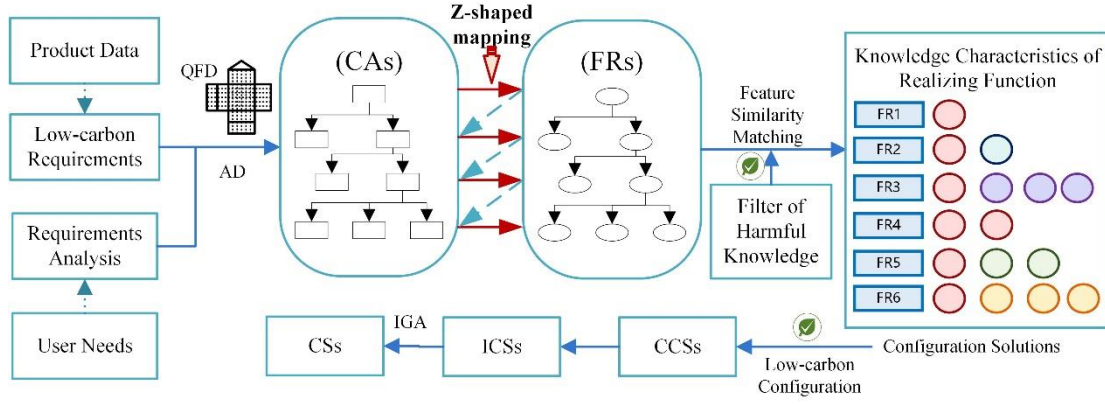 Product Data
Low-carbon
Requirements
Requirements
Analysis
User Needs
QFD
AD
(CAs)
Z-shaped
mapping
(FRs)
Feature
Similarity
Matching
Filter of
Harmful
Knowledge
Knowledge Characteristics of
Realizing Function
FR1
FR2
FR3
FR4
FR5
FR6
Configuration Solutions
Low-carbon
Configuration
CCSs
ICSs
IGA
CSs